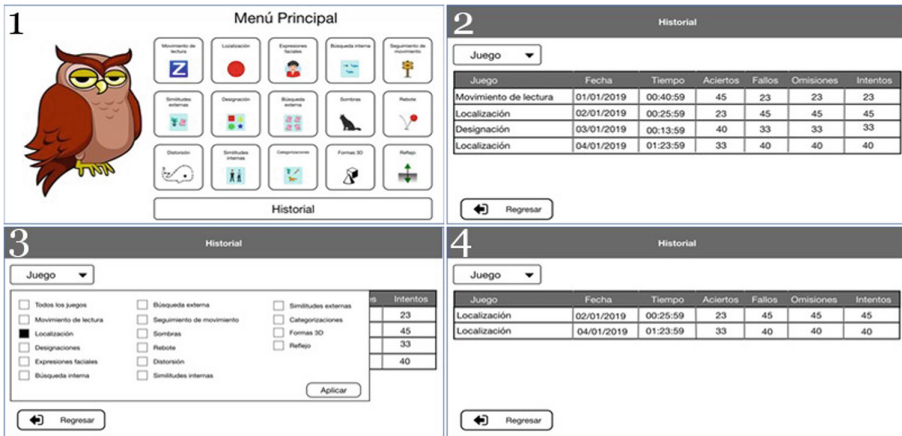 1
Menú Principal
Movimiento de lectura
Localización
Expresiones faciales
Búsqueda interna
Seguimiento de movimiento
Z
Similitudes externas
Designación
Búsqueda externa
Sombras
Rebote
Distorsión
Similitudes internas
Categorizaciones
Formas 3D
Reflejo
Historial
2
Historial
Juego
Juego Fecha Tiempo Aciertos Fallos Omisiones Intentos
Movimiento de lectura 01/01/2019 00:40:59 45 23 23 23
Localización 02/01/2019 00:25:59 23 45 45 45
Designación 03/01/2019 00:13:59 40 33 33 33
Localización 04/01/2019 01:23:59 33 40 40 40
Regresar
3
Historial
Juego
es Intentos
23
45
33
40
Todos los juegos
Movimiento de lectura
Localización
Designaciones
Expresiones faciales
Búsqueda interna
Búsqueda externa
Seguimiento de movimiento
Sombras
Rebote
Distorsión
Similitudes internas
Similitudes externas
Categorizaciones
Formas 3D
Reflejo
Aplicar
Regresar
4
Historial
Juego
Juego Fecha Tiempo Aciertos Fallos Omisiones Intentos
Localización 02/01/2019 00:25:59 23 45 45 45
Localización 04/01/2019 01:23:59 33 40 40 40
Regresar